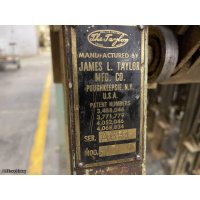 The Taylor
MANUFACTURED BY
JAMES L. TAYLOR
MFG. CO.
POUGHKEEPSIE, N.Y.
U.S.A.
PATENT NUMBERS
3,488,046
3,771,779
4,052,046
4,062,834
SER.
MOD.